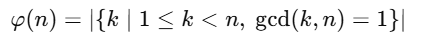 φ(n) = |{k | 1 ≤ k < n, gcd(k, n) = 1}|